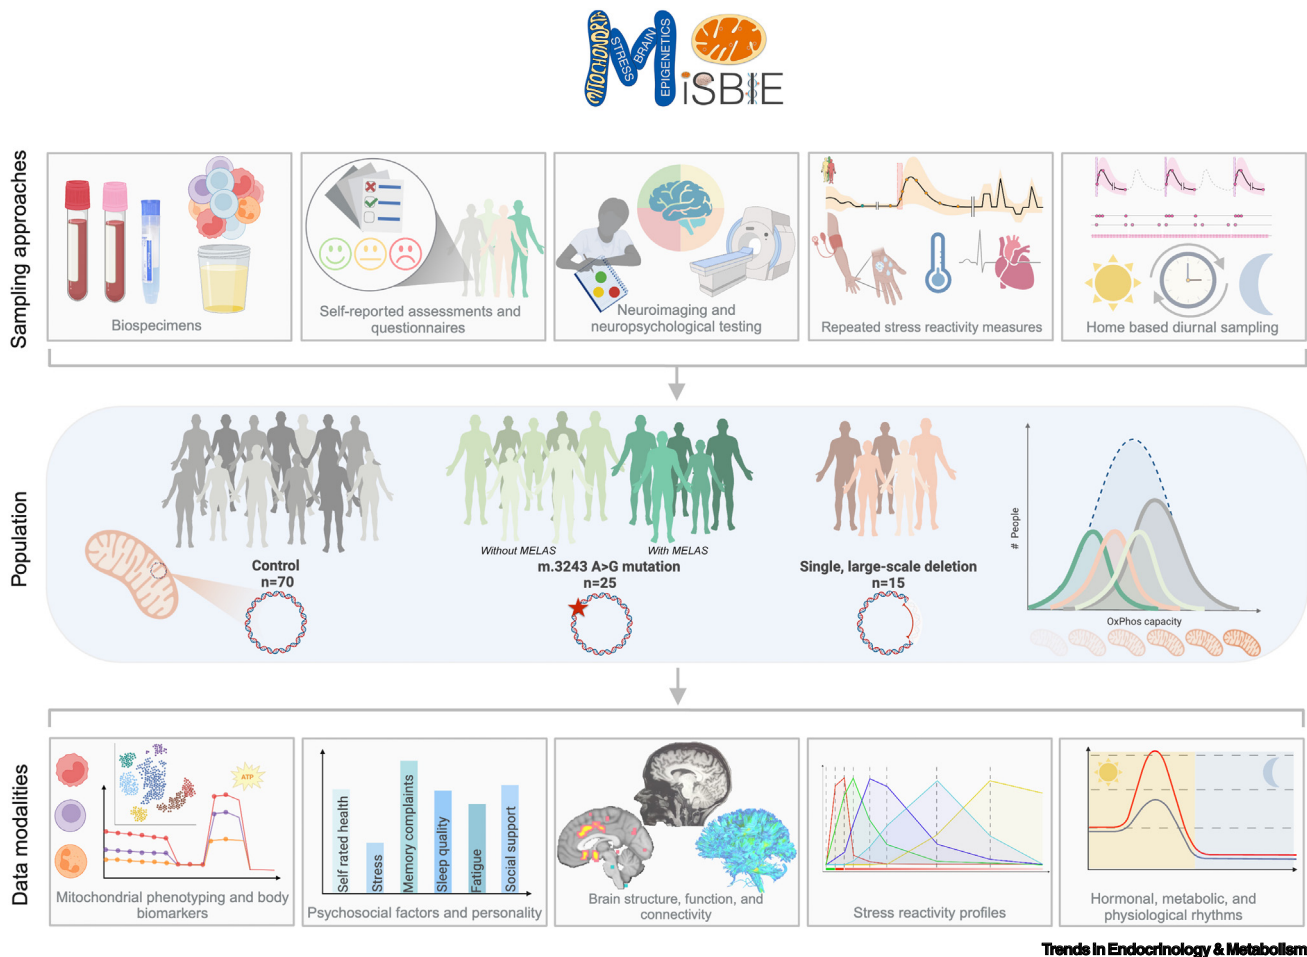 MITOCHONDRIA
STRESS
BRAIN
EPIGENETICS
iSBIE
Sampling approaches
Biospecimens
Self-reported assessments and
questionnaires
Neuroimaging and
neuropsychological testing
Repeated stress reactivity measures
Home based diurnal sampling
Population
Without MELAS
With MELAS
Control
n=70
m.3243 A>G mutation
n=25
Single, large-scale deletion
n=15
# People
OxPhos capacity
Data modalities
ATP
Mitochondrial phenotyping and body
biomarkers
Self rated health
Stress
Memory complaints
Sleep quality
Fatigue
Social support
Psychosocial factors and personality
Brain structure, function, and
connectivity
Stress reactivity profiles
Hormonal, metabolic, and
physiological rhythms
Trends in Endocrinology & Metabolism